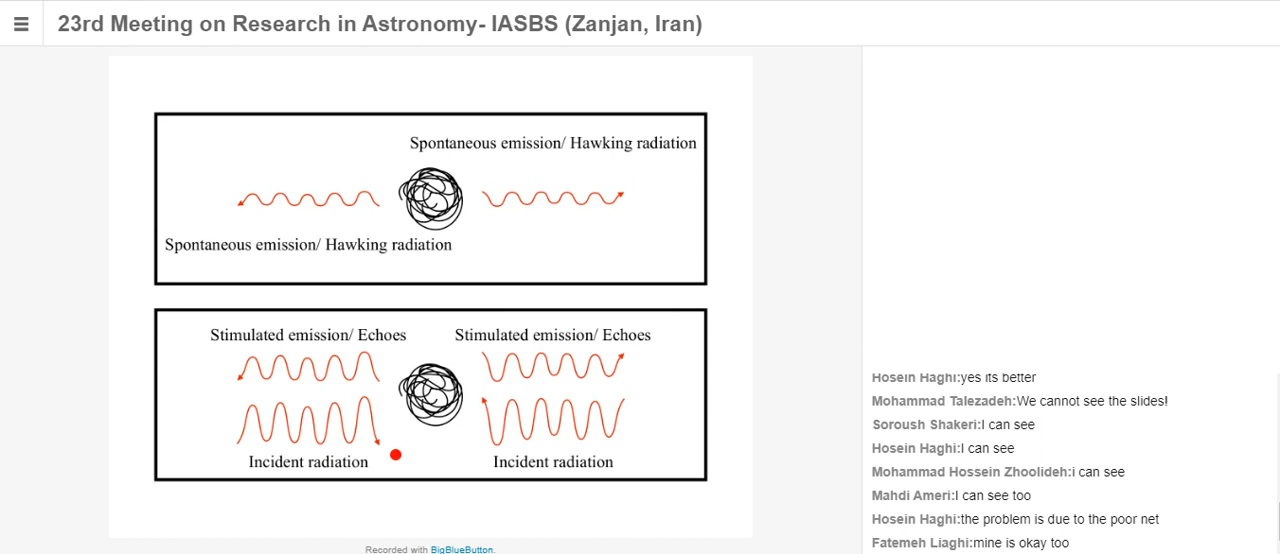 23rd Meeting on Research in Astronomy- IASBS (Zanjan, Iran)
Spontaneous emission/ Hawking radiation
Spontaneous emission/ Hawking radiation
Stimulated emission/ Echoes
Stimulated emission/ Echoes
Incident radiation
Incident radiation
Recorded with BigBlueButton.
Hosein Haghi:yes its better
Mohammad Talezadeh:We cannot see the slides!
Soroush Shakeri:I can see
Hosein Haghi:I can see
Mohammad Hossein Zhoolideh:i can see
Mahdi Ameri:I can see too
Hosein Haghi:the problem is due to the poor net
Fatemeh Liaghi:mine is okay too